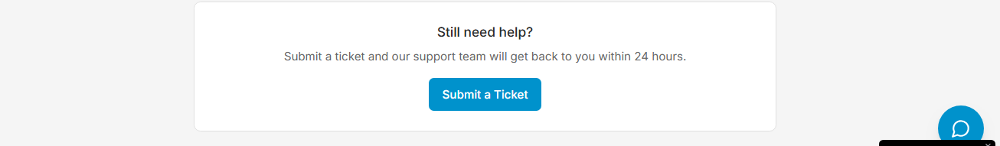 Still need help?
Submit a ticket and our support team will get back to you within 24 hours.
Submit a Ticket